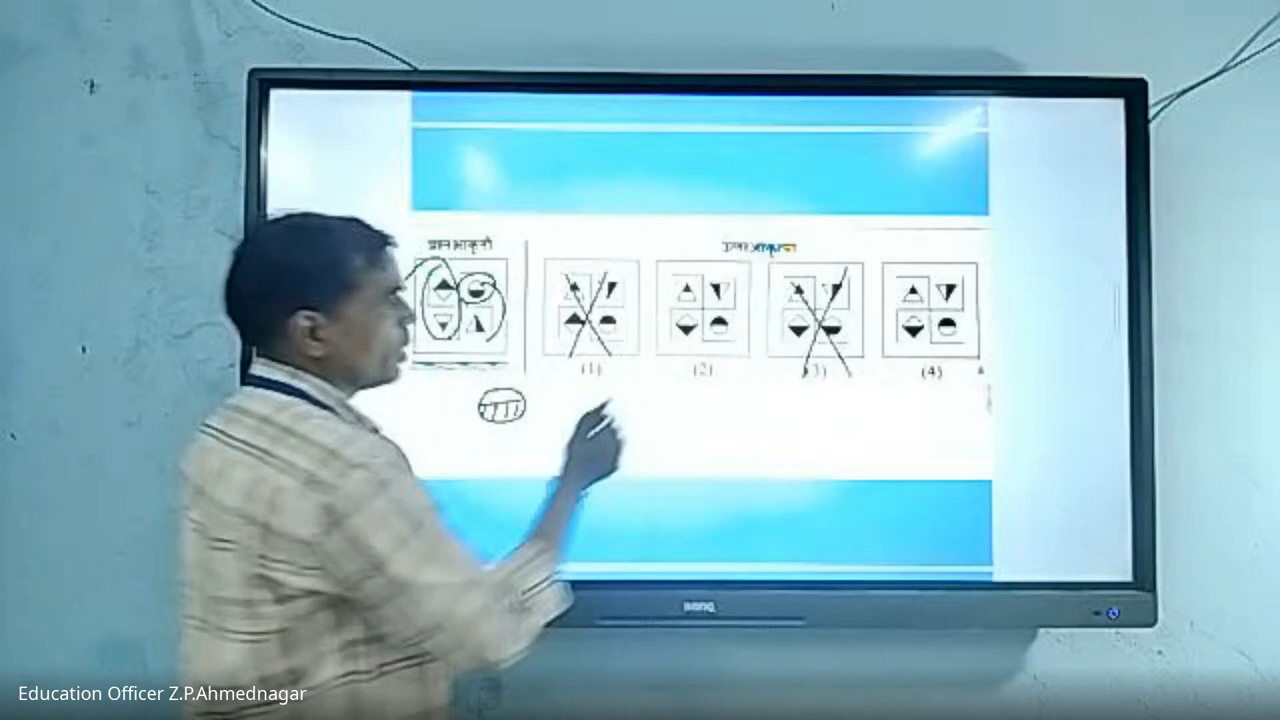 प्रश्न आकृती
उत्तर आकृत्या
(1) (2) (3) (4)
BenQ
Education Officer Z.P.Ahmednagar